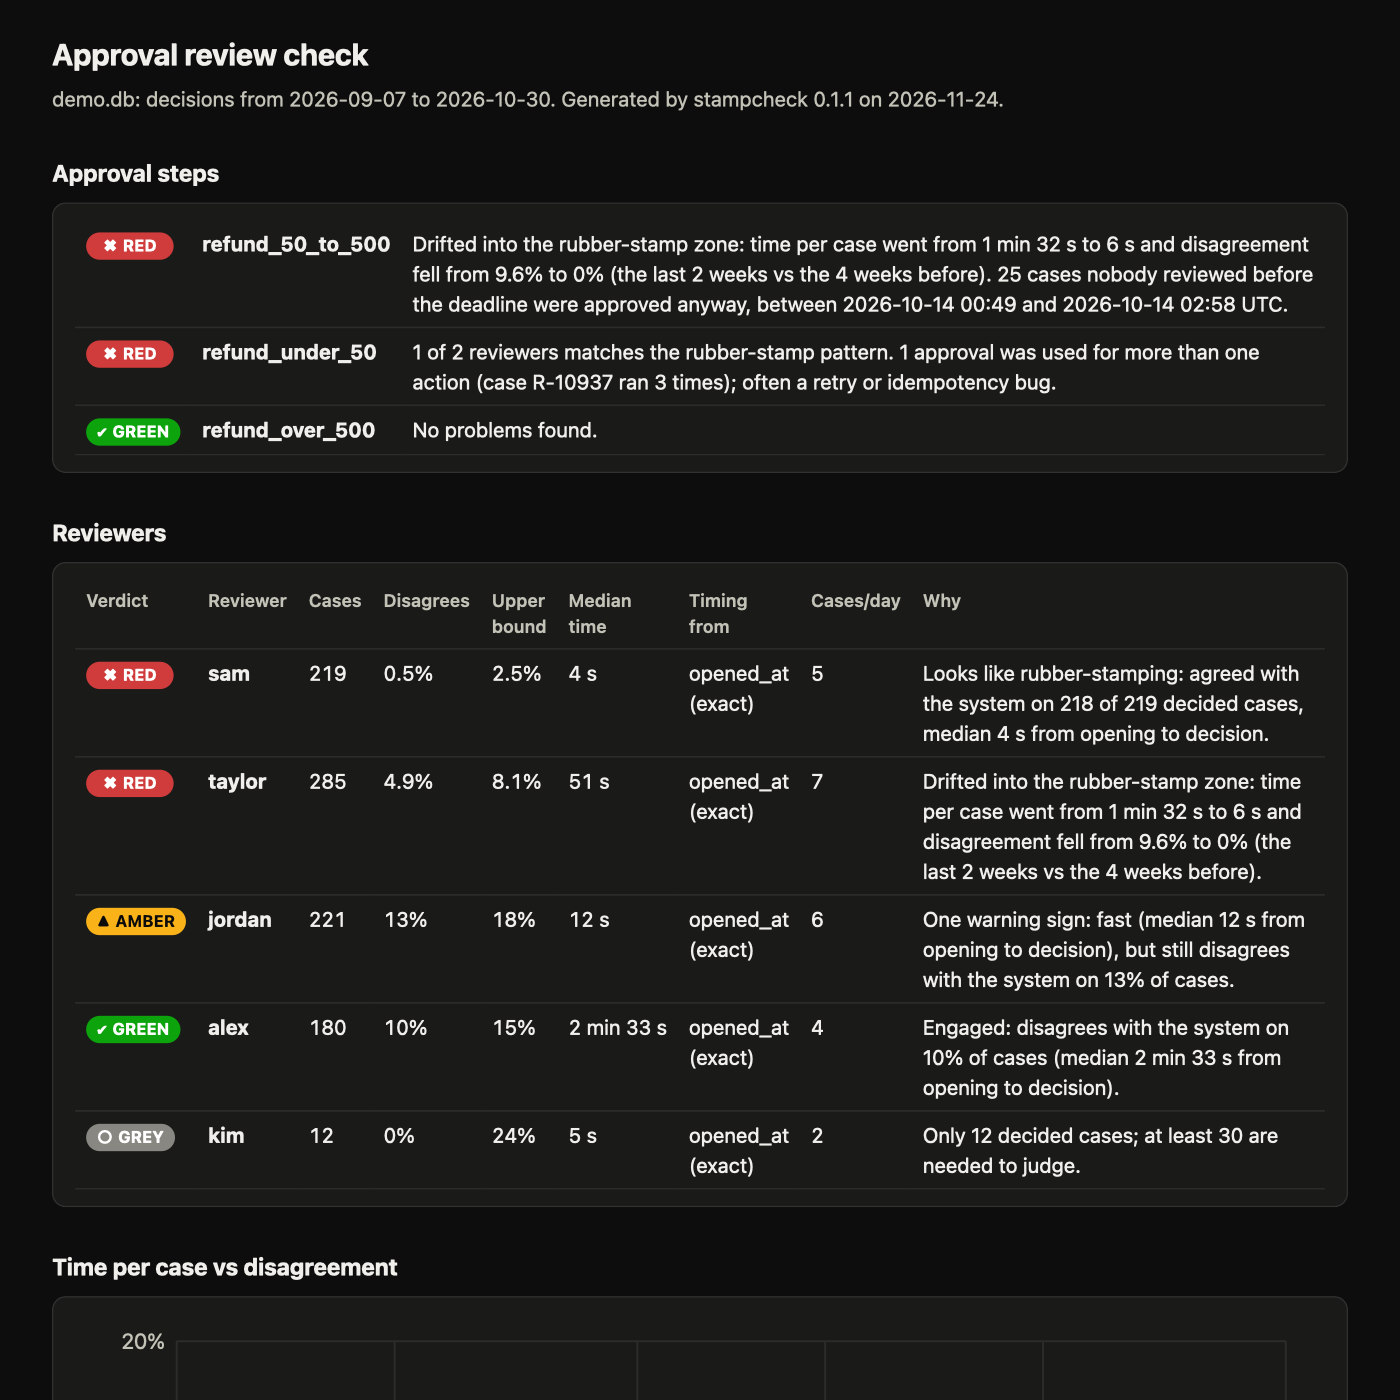 Approval review check
demo.db: decisions from 2026-09-07 to 2026-10-30. Generated by stampcheck 0.1.1 on 2026-11-24.
Approval steps
✖ RED refund_50_to_500 Drifted into the rubber-stamp zone: time per case went from 1 min 32 s to 6 s and disagreement
fell from 9.6% to 0% (the last 2 weeks vs the 4 weeks before). 25 cases nobody reviewed before
the deadline were approved anyway, between 2026-10-14 00:49 and 2026-10-14 02:58 UTC.
✖ RED refund_under_50 1 of 2 reviewers matches the rubber-stamp pattern. 1 approval was used for more than one
action (case R-10937 ran 3 times); often a retry or idempotency bug.
✔ GREEN refund_over_500 No problems found.
Reviewers
Verdict Reviewer Cases Disagrees Upper bound Median time Timing from Cases/day Why
✖ RED sam 219 0.5% 2.5% 4 s opened_at 5 Looks like rubber-stamping: agreed with
(exact) the system on 218 of 219 decided cases,
median 4 s from opening to decision.
✖ RED taylor 285 4.9% 8.1% 51 s opened_at 7 Drifted into the rubber-stamp zone: time
(exact) per case went from 1 min 32 s to 6 s and
disagreement fell from 9.6% to 0% (the
last 2 weeks vs the 4 weeks before).
▲ AMBER jordan 221 13% 18% 12 s opened_at 6 One warning sign: fast (median 12 s from
(exact) opening to decision), but still disagrees
with the system on 13% of cases.
✔ GREEN alex 180 10% 15% 2 min 33 s opened_at 4 Engaged: disagrees with the system on
(exact) 10% of cases (median 2 min 33 s from
opening to decision).
O GREY kim 12 0% 24% 5 s opened_at 2 Only 12 decided cases; at least 30 are
(exact) needed to judge.
Time per case vs disagreement
20%